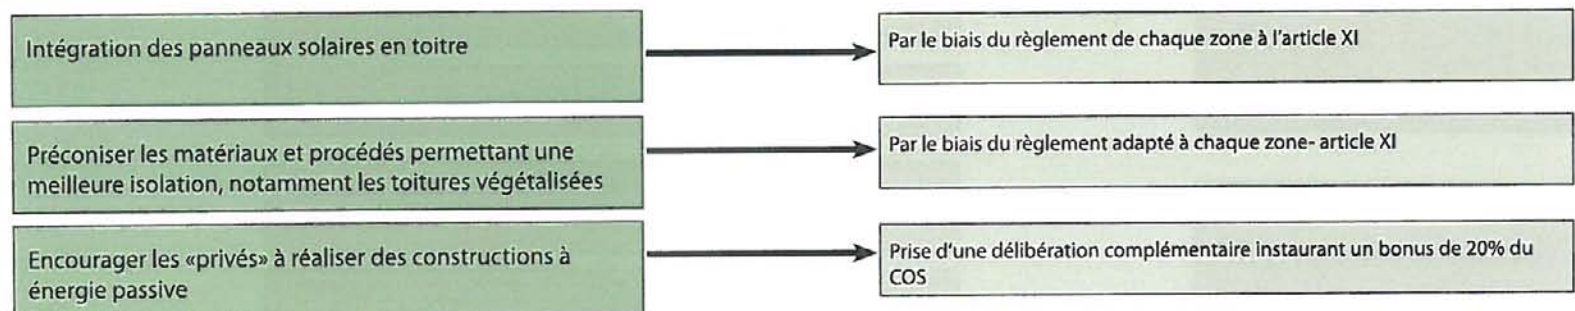 Intégration des panneaux solaires en toitre
Par le biais du règlement de chaque zone à l'article XI
Préconiser les matériaux et procédés permettant une
meilleure isolation, notamment les toitures végétalisées
Par le biais du règlement adapté à chaque zone- article XI
Encourager les «privés» à réaliser des constructions à
énergie passive
Prise d'une délibération complémentaire instaurant un bonus de 20% du
COS